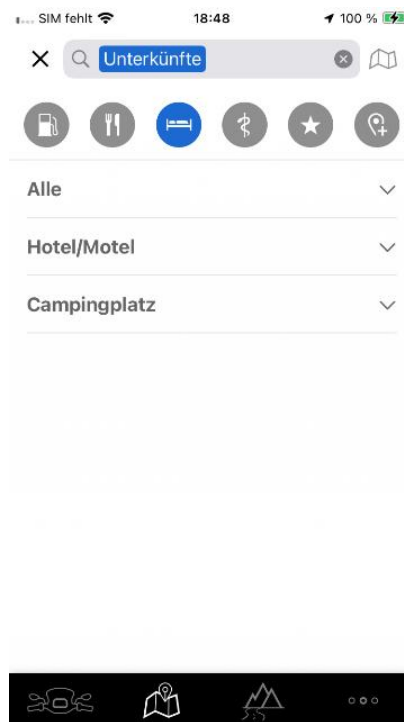 SIM fehlt 18:48 100 %
Unterkünfte
Alle
Hotel/Motel
Campingplatz